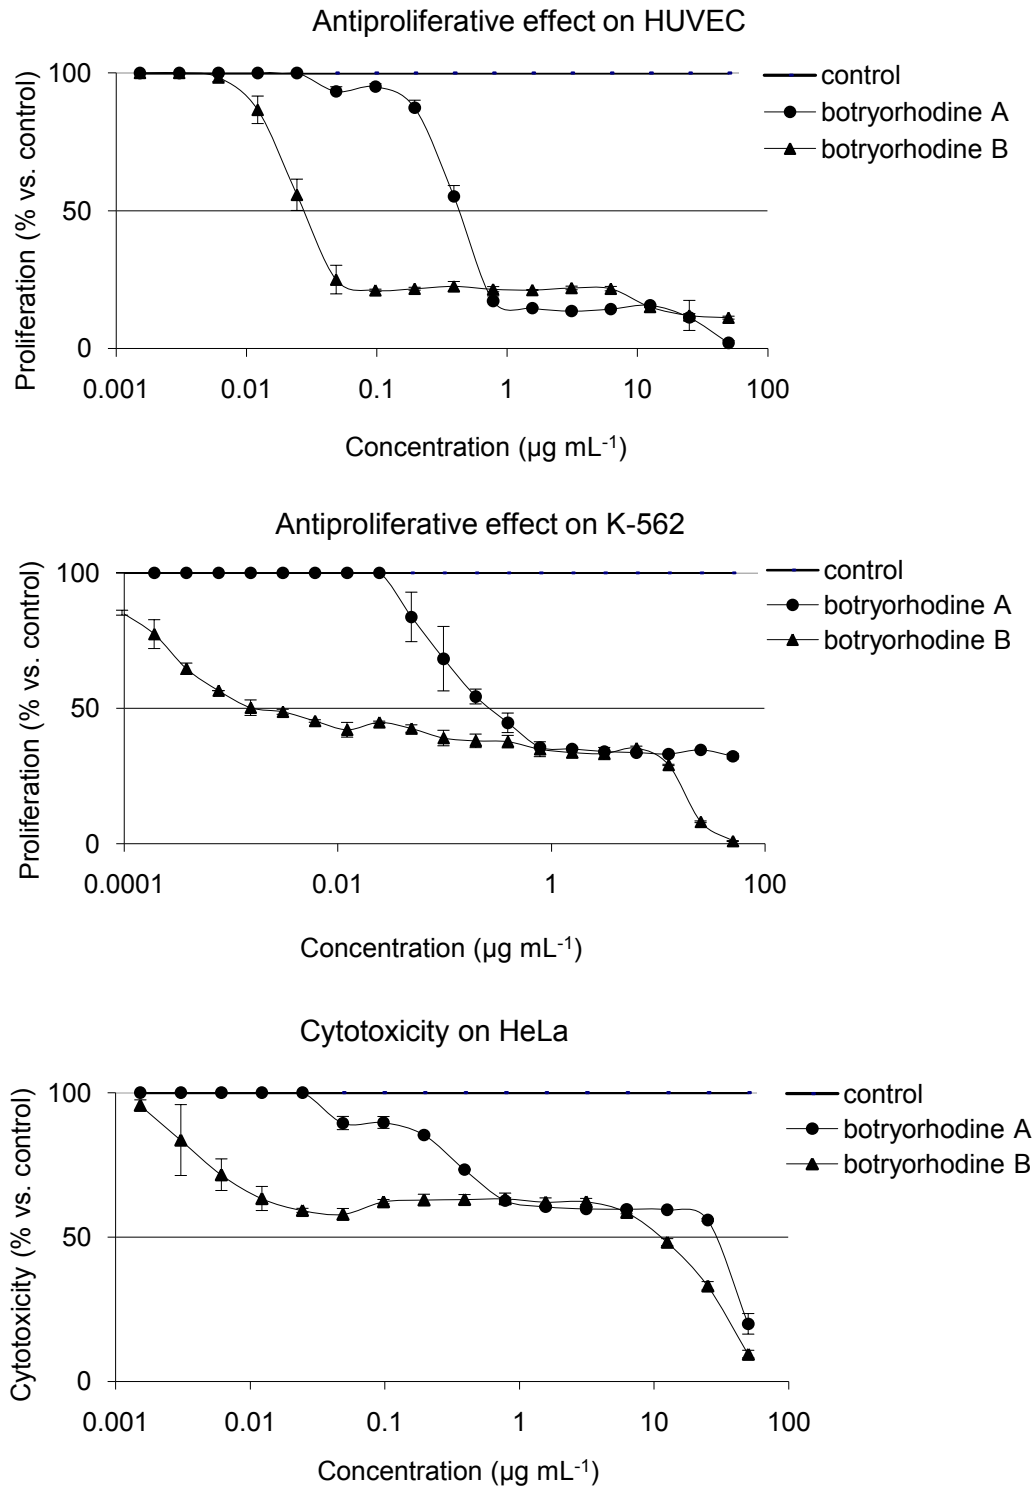 Antiproliferative effect on HUVEC
Proliferation (% vs. control)
100
50
0
0.001 0.01 0.1 1 10 100
Concentration (µg mL-1)
control
botryorhodine A
botryorhodine B
Antiproliferative effect on K-562
Proliferation (% vs. control)
100
50
0
0.0001 0.01 1 100
Concentration (µg mL-1)
control
botryorhodine A
botryorhodine B
Cytotoxicity on HeLa
Cytotoxicity (% vs. control)
100
50
0
0.001 0.01 0.1 1 10 100
Concentration (µg mL-1)
control
botryorhodine A
botryorhodine B